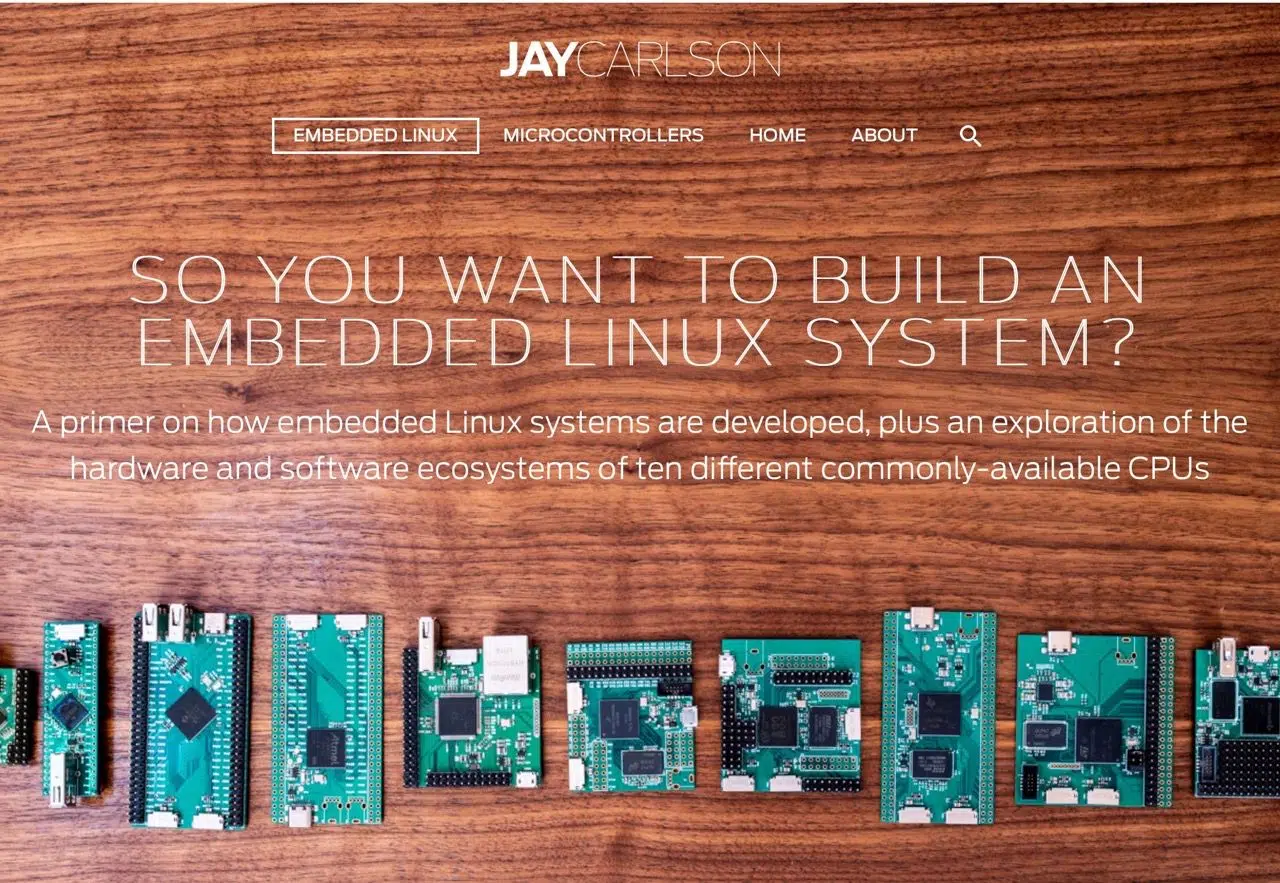 JAYCARLSON
EMBEDDED LINUX MICROCONTROLLERS HOME ABOUT
SO YOU WANT TO BUILD AN
EMBEDDED LINUX SYSTEM?
A primer on how embedded Linux systems are developed, plus an exploration of the
hardware and software ecosystems of ten different commonly-available CPUs
Atmel